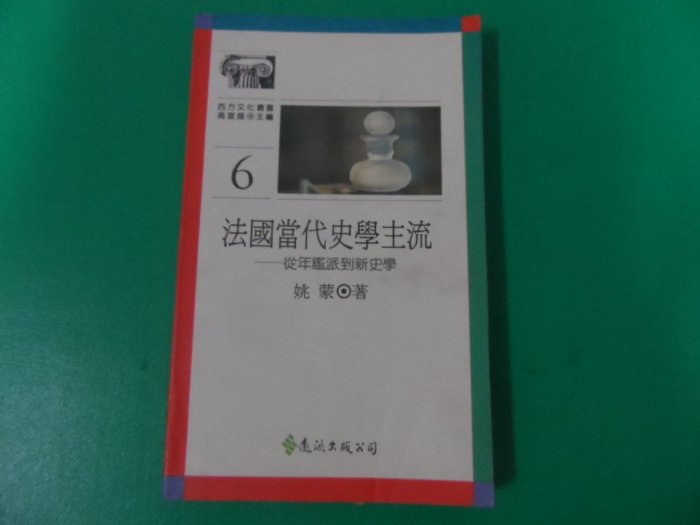 西方文化叢書
高宣揚⦿主編
6
法國當代史學主流
──從年鑑派到新史學
姚 蒙⦿著
遠流出版公司